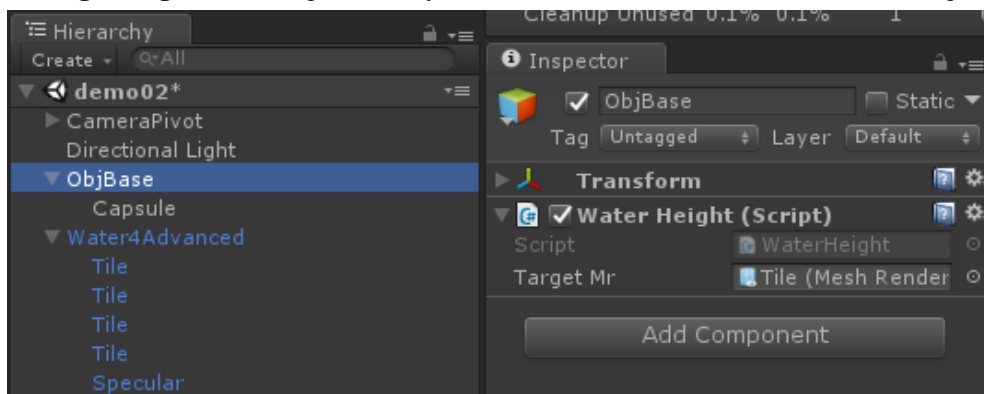 Cleanup Unused 0.1% 0.1% 1
Hierarchy
Create
All
demo02*
CameraPivot
Directional Light
ObjBase
Capsule
Water4Advanced
Tile
Tile
Tile
Tile
Specular
Inspector
ObjBase
Static
Tag Untagged Layer Default
Transform
Water Height (Script)
Script WaterHeight
Target Mr Tile (Mesh Render
Add Component